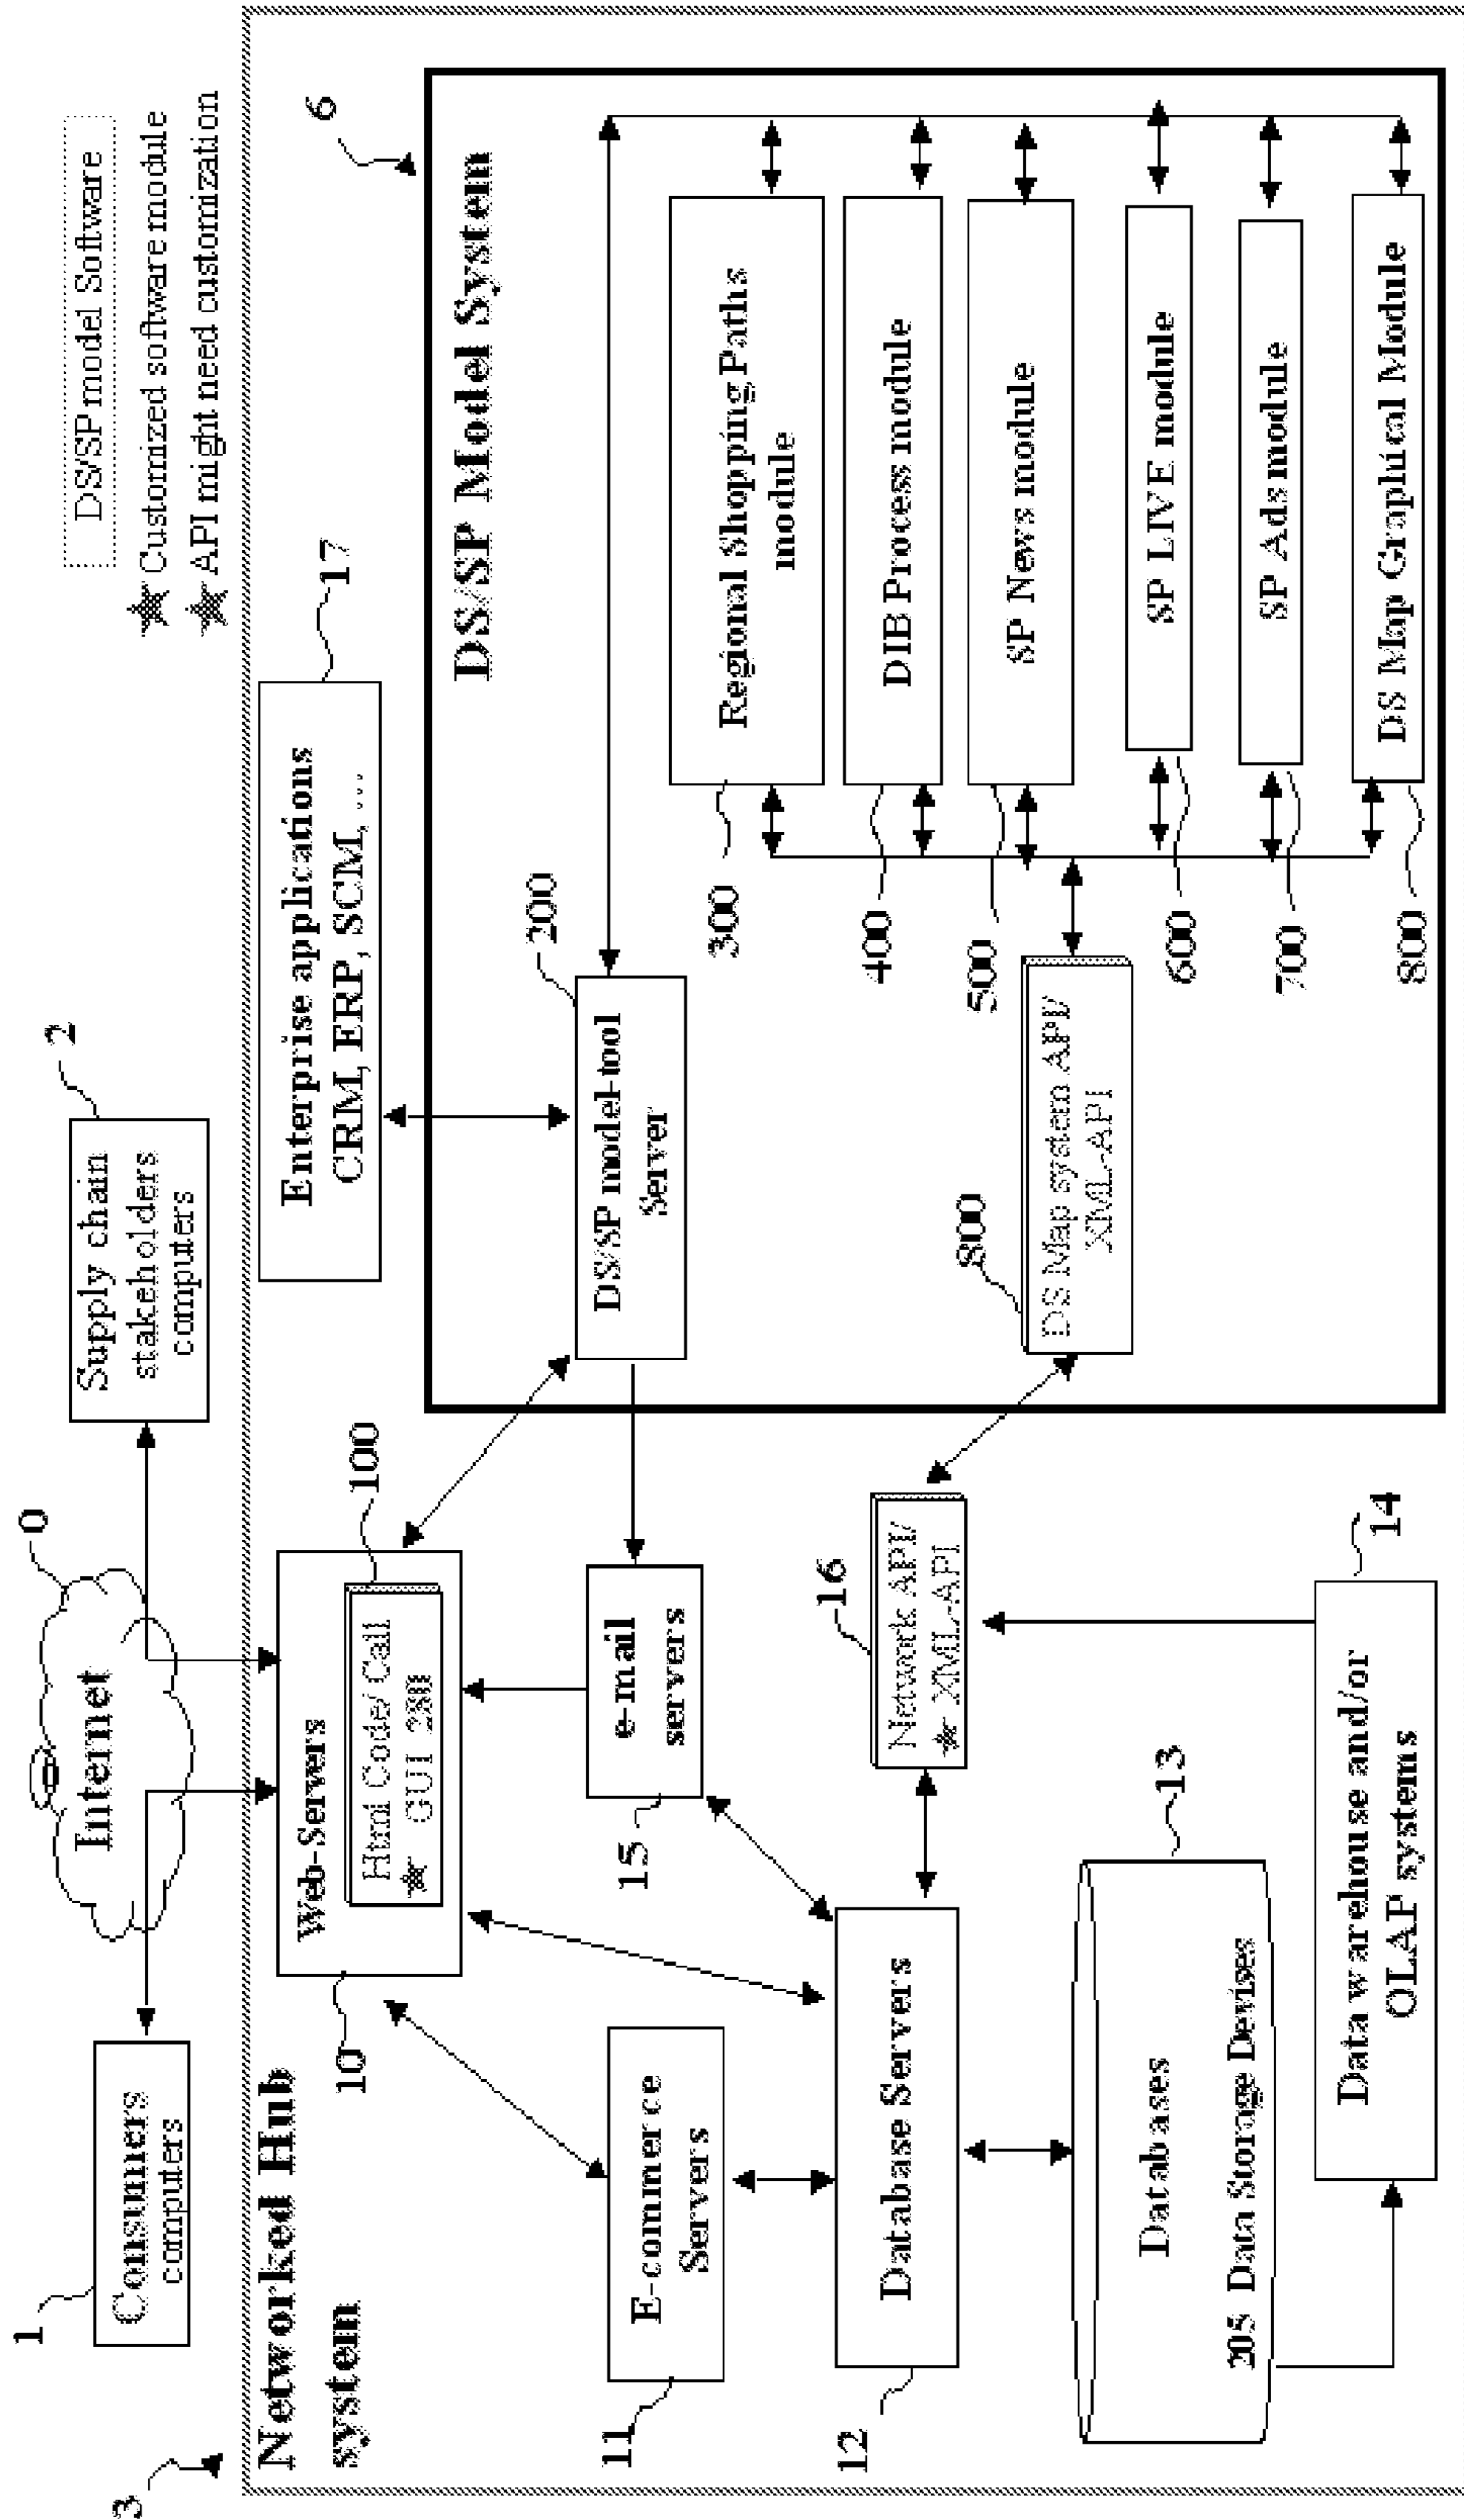 3
1
Consumers
computers
Internet
0
Supply chain
stakeholders
computers
2
DS/SP model Software
Customized software module
API might need customization
Networked Hub
system
10
Web-Servers
Html Code/ Call
GUI 280
100
Enterprise applications
CRM, ERP, SCM, ...
17
6
DS/SP Model System
11
E-commerce
Servers
15
e-mail
servers
DS/SP model-tool
Server
200
12
Database Servers
16
Network API/
XML-API
800
DS Map system API/
XML-API
300
Regional Shopping Paths
module
400
DIB Process module
500
SP News module
600
SP LIVE module
700
SP Ads module
800
DS Map Graphical Module
13
Databases
205 Data Storage Devises
14
Data warehouse and/or
OLAP systems